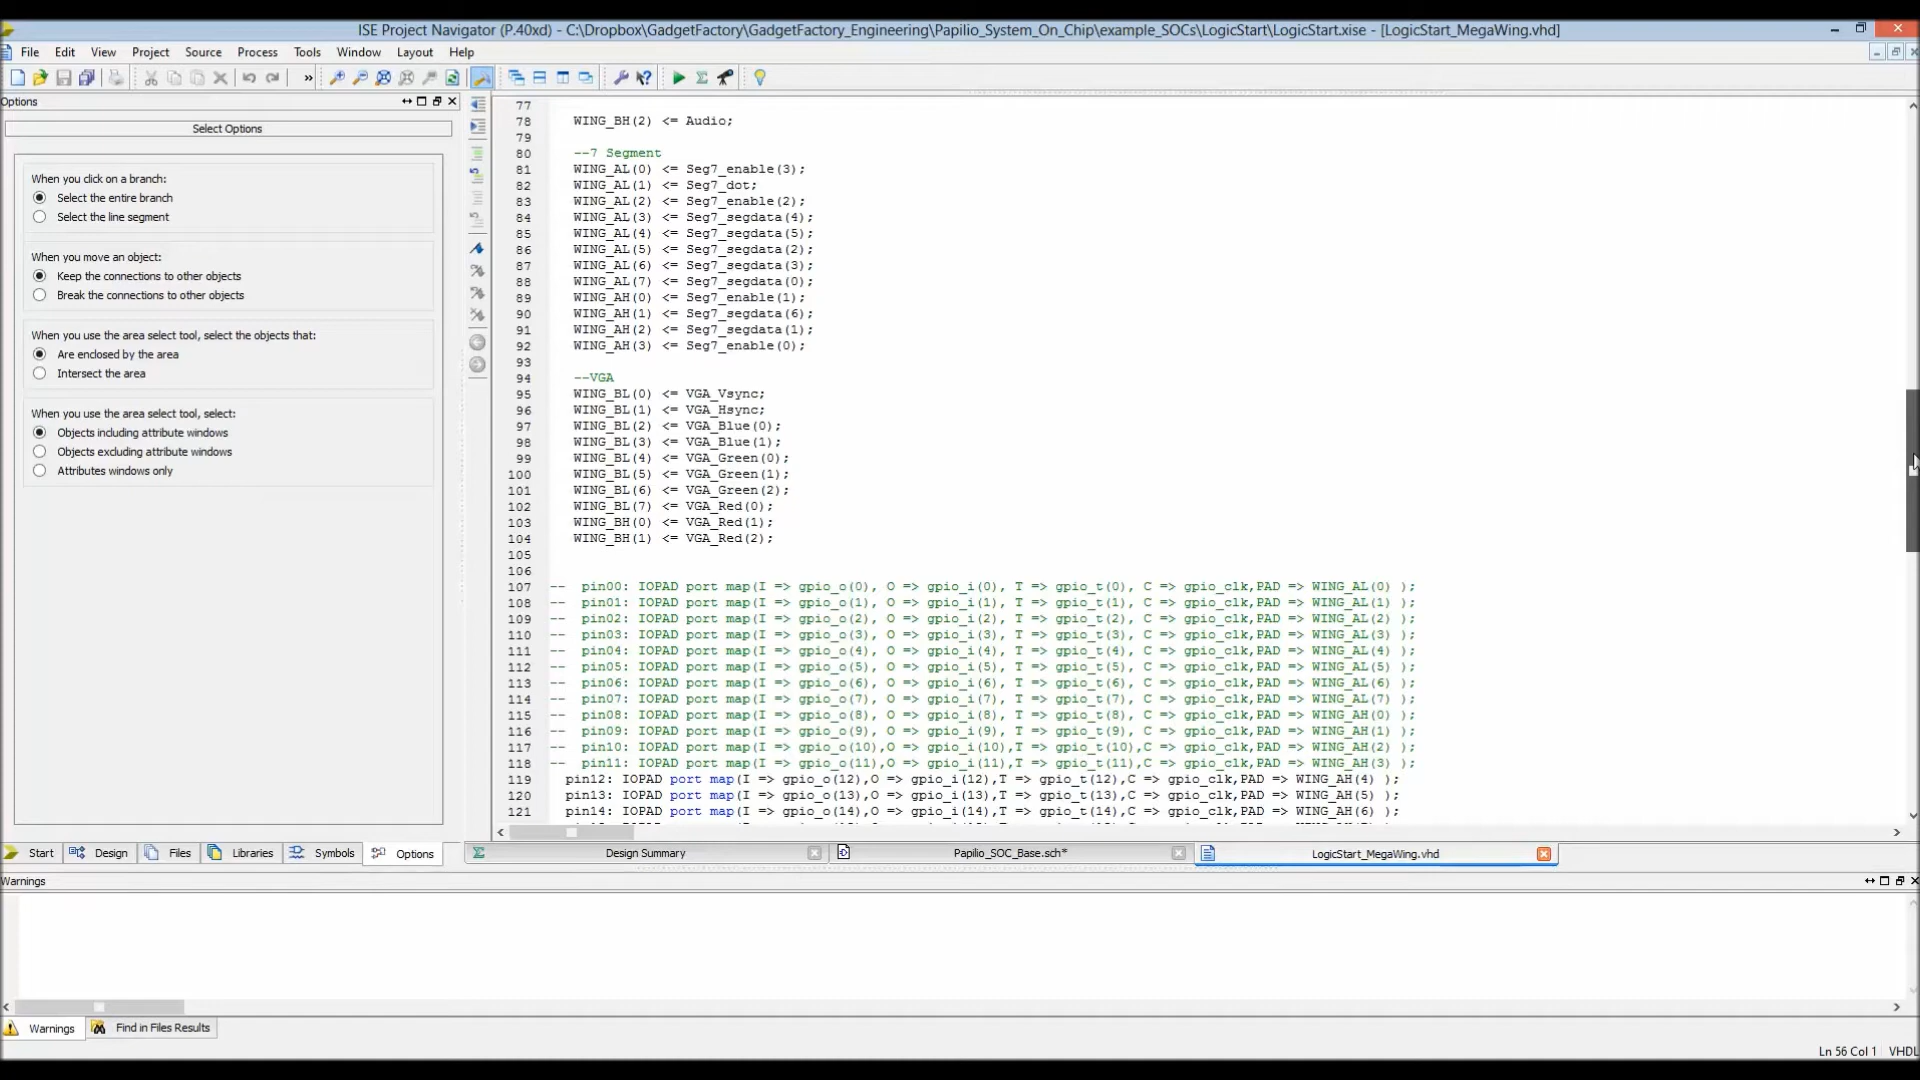 ISE Project Navigator (P.40xd) - C:\Dropbox\GadgetFactory\GadgetFactory_Engineering\Papilio_System_On_Chip\example_SOCs\LogicStart\LogicStart.xise - [LogicStart_MegaWing.vhd]
File Edit View Project Source Process Tools Window Layout Help
Options
Select Options
When you click on a branch:
Select the entire branch
Select the line segment
When you move an object:
Keep the connections to other objects
Break the connections to other objects
When you use the area select tool, select the objects that:
Are enclosed by the area
Intersect the area
When you use the area select tool, select:
Objects including attribute windows
Objects excluding attribute windows
Attributes windows only
77
78 WING_BH(2) <= Audio;
79
80 --7 Segment
81 WING_AL(0) <= Seg7_enable(3);
82 WING_AL(1) <= Seg7_dot;
83 WING_AL(2) <= Seg7_enable(2);
84 WING_AL(3) <= Seg7_segdata(4);
85 WING_AL(4) <= Seg7_segdata(5);
86 WING_AL(5) <= Seg7_segdata(2);
87 WING_AL(6) <= Seg7_segdata(3);
88 WING_AL(7) <= Seg7_segdata(0);
89 WING_AH(0) <= Seg7_enable(1);
90 WING_AH(1) <= Seg7_segdata(6);
91 WING_AH(2) <= Seg7_segdata(1);
92 WING_AH(3) <= Seg7_enable(0);
93
94 --VGA
95 WING_BL(0) <= VGA_Vsync;
96 WING_BL(1) <= VGA_Hsync;
97 WING_BL(2) <= VGA_Blue(0);
98 WING_BL(3) <= VGA_Blue(1);
99 WING_BL(4) <= VGA_Green(0);
100 WING_BL(5) <= VGA_Green(1);
101 WING_BL(6) <= VGA_Green(2);
102 WING_BL(7) <= VGA_Red(0);
103 WING_BH(0) <= VGA_Red(1);
104 WING_BH(1) <= VGA_Red(2);
105
106
107 -- pin00: IOPAD port map(I => gpio_o(0), O => gpio_i(0), T => gpio_t(0), C => gpio_clk,PAD => WING_AL(0) );
108 -- pin01: IOPAD port map(I => gpio_o(1), O => gpio_i(1), T => gpio_t(1), C => gpio_clk,PAD => WING_AL(1) );
109 -- pin02: IOPAD port map(I => gpio_o(2), O => gpio_i(2), T => gpio_t(2), C => gpio_clk,PAD => WING_AL(2) );
110 -- pin03: IOPAD port map(I => gpio_o(3), O => gpio_i(3), T => gpio_t(3), C => gpio_clk,PAD => WING_AL(3) );
111 -- pin04: IOPAD port map(I => gpio_o(4), O => gpio_i(4), T => gpio_t(4), C => gpio_clk,PAD => WING_AL(4) );
112 -- pin05: IOPAD port map(I => gpio_o(5), O => gpio_i(5), T => gpio_t(5), C => gpio_clk,PAD => WING_AL(5) );
113 -- pin06: IOPAD port map(I => gpio_o(6), O => gpio_i(6), T => gpio_t(6), C => gpio_clk,PAD => WING_AL(6) );
114 -- pin07: IOPAD port map(I => gpio_o(7), O => gpio_i(7), T => gpio_t(7), C => gpio_clk,PAD => WING_AL(7) );
115 -- pin08: IOPAD port map(I => gpio_o(8), O => gpio_i(8), T => gpio_t(8), C => gpio_clk,PAD => WING_AH(0) );
116 -- pin09: IOPAD port map(I => gpio_o(9), O => gpio_i(9), T => gpio_t(9), C => gpio_clk,PAD => WING_AH(1) );
117 -- pin10: IOPAD port map(I => gpio_o(10),O => gpio_i(10),T => gpio_t(10),C => gpio_clk,PAD => WING_AH(2) );
118 -- pin11: IOPAD port map(I => gpio_o(11),O => gpio_i(11),T => gpio_t(11),C => gpio_clk,PAD => WING_AH(3) );
119 pin12: IOPAD port map(I => gpio_o(12),O => gpio_i(12),T => gpio_t(12),C => gpio_clk,PAD => WING_AH(4) );
120 pin13: IOPAD port map(I => gpio_o(13),O => gpio_i(13),T => gpio_t(13),C => gpio_clk,PAD => WING_AH(5) );
121 pin14: IOPAD port map(I => gpio_o(14),O => gpio_i(14),T => gpio_t(14),C => gpio_clk,PAD => WING_AH(6) );
Start Design Files Libraries Symbols Options
Design Summary Papilio_SOC_Base.sch* LogicStart_MegaWing.vhd
Warnings
Warnings Find in Files Results
Ln 56 Col 1 VHDL